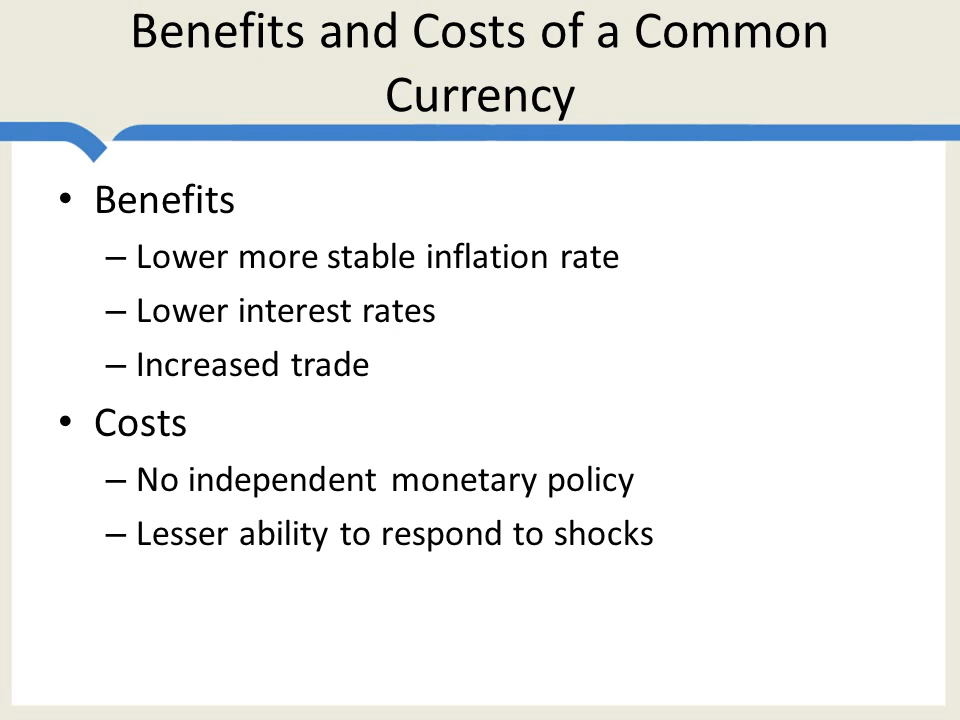 Benefits and Costs of a Common
Currency
• Benefits
– Lower more stable inflation rate
– Lower interest rates
– Increased trade
• Costs
– No independent monetary policy
– Lesser ability to respond to shocks